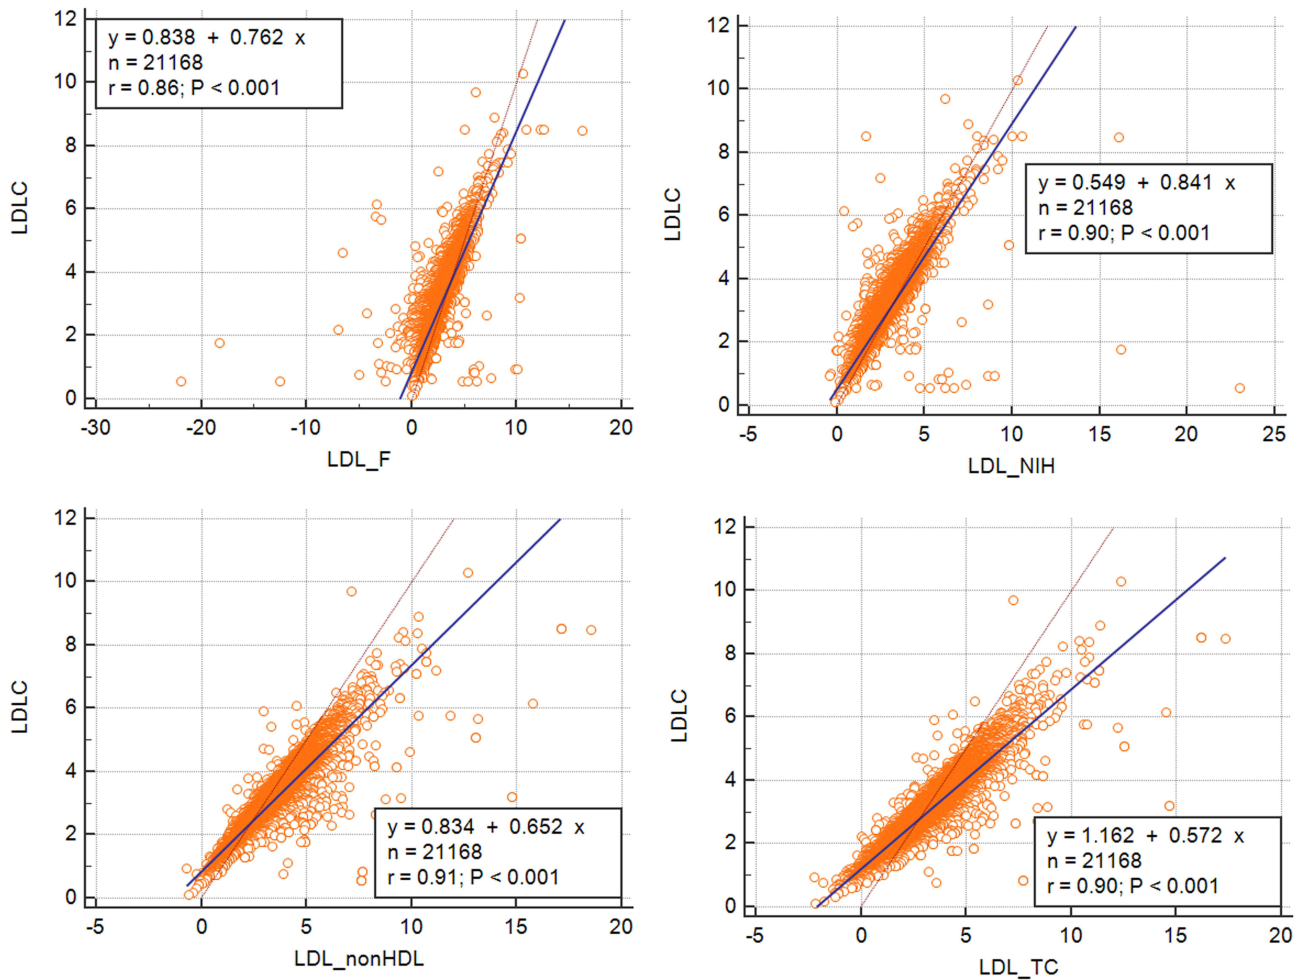 12
10
8
6
4
2
0
LDLC
y = 0.838 + 0.762 x
n = 21168
r = 0.86; P < 0.001
-30 -20 -10 0 10 20
LDL_F
12
10
8
6
4
2
0
LDLC
y = 0.549 + 0.841 x
n = 21168
r = 0.90; P < 0.001
-5 0 5 10 15 20 25
LDL_NIH
12
10
8
6
4
2
0
LDLC
y = 0.834 + 0.652 x
n = 21168
r = 0.91; P < 0.001
-5 0 5 10 15 20
LDL_nonHDL
12
10
8
6
4
2
0
LDLC
y = 1.162 + 0.572 x
n = 21168
r = 0.90; P < 0.001
-5 0 5 10 15 20
LDL_TC